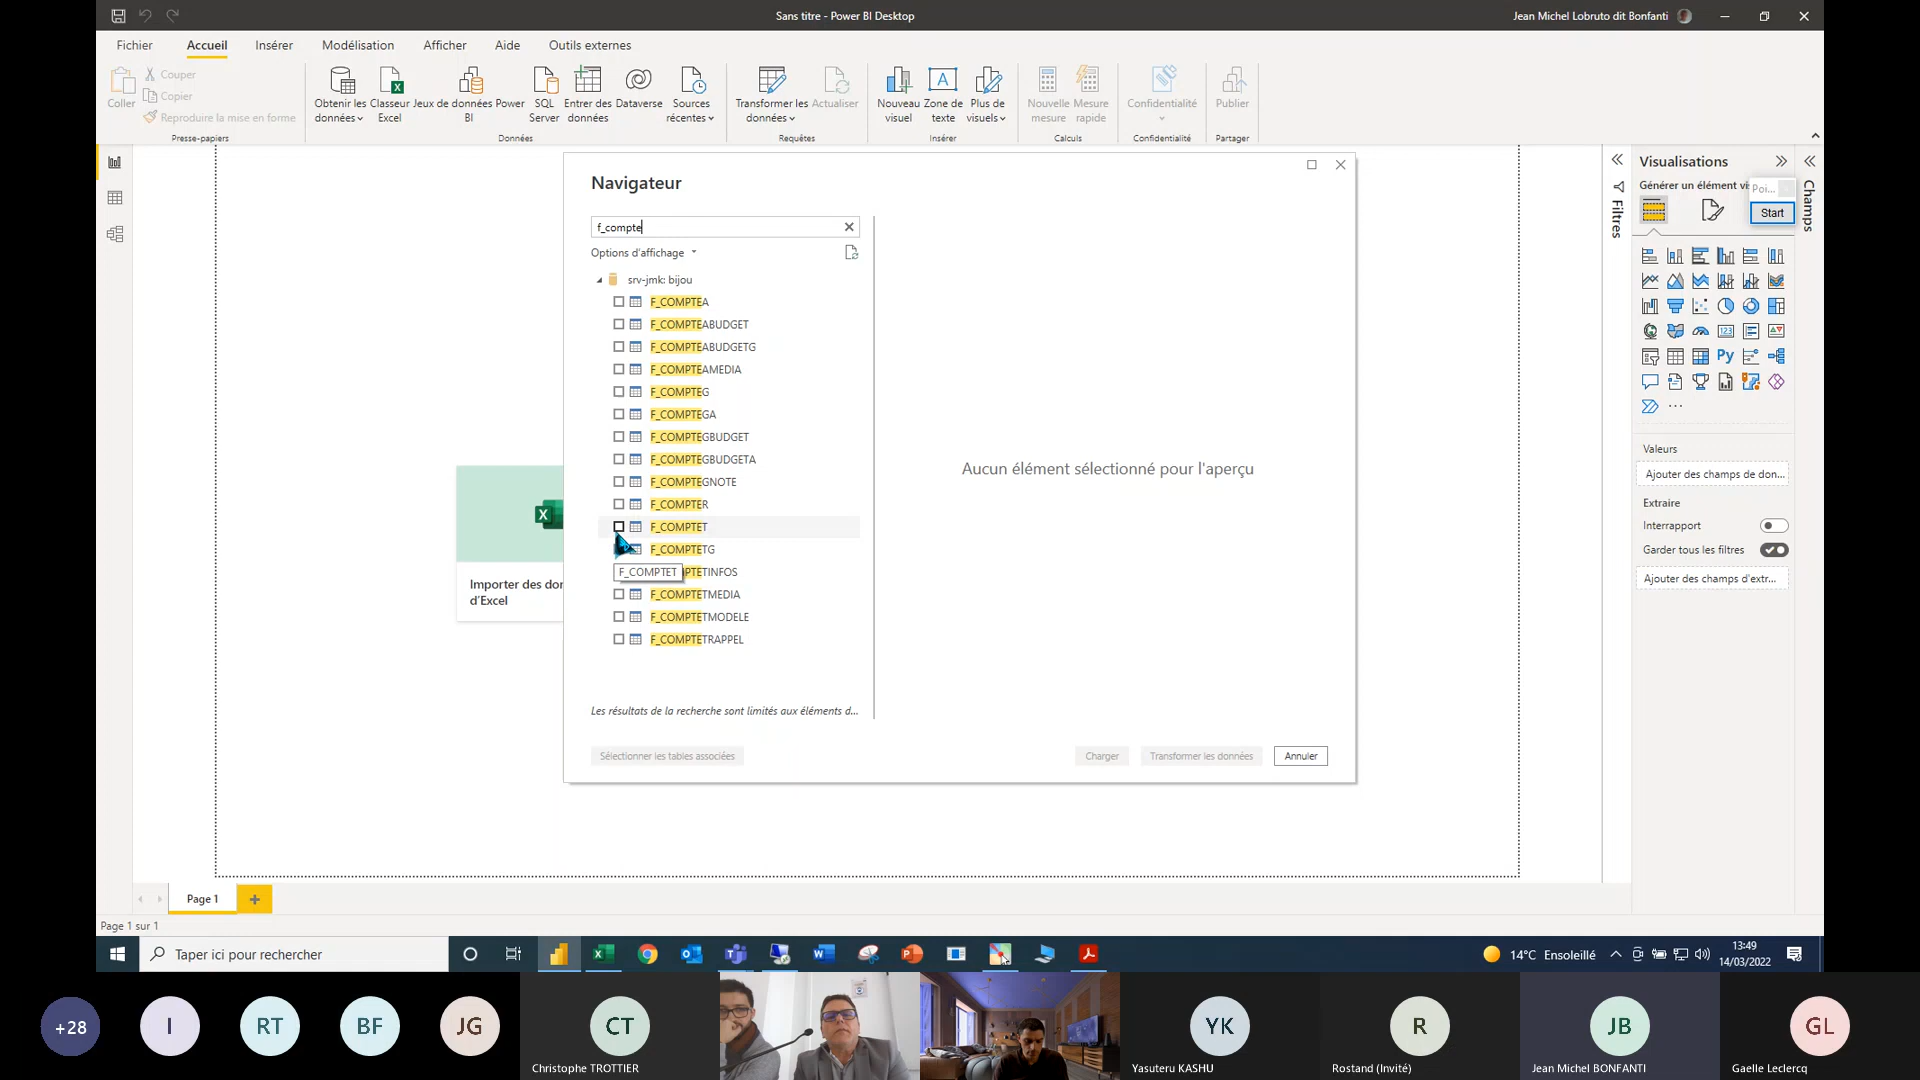 Sans titre - Power BI Desktop
Jean Michel Lobruto dit Bonfanti
Fichier
Accueil
Insérer
Modélisation
Afficher
Aide
Outils externes
Coller
Couper
Copier
Reproduire la mise en forme
Presse-papiers
Obtenir les données
Classeur Excel
Jeux de données Power BI
SQL Server
Entrer des données
Dataverse
Sources récentes
Données
Transformer les données
Actualiser
Requêtes
Nouveau visuel
Zone de texte
Plus de visuels
Insérer
Nouvelle mesure
Mesure rapide
Calculs
Confidentialité
Confidentialité
Publier
Partager
Navigateur
f_compte
Options d'affichage
srv-jmk: bijou
F_COMPTEA
F_COMPTEABUDGET
F_COMPTEABUDGETG
F_COMPTEAMEDIA
F_COMPTEG
F_COMPTEGA
F_COMPTEGBUDGET
F_COMPTEGBUDGETA
F_COMPTEGNOTE
F_COMPTER
F_COMPTET
F_COMPTETG
F_COMPTET
PTETINFOS
F_COMPTETMEDIA
F_COMPTETMODELE
F_COMPTETRAPPEL
Les résultats de la recherche sont limités aux éléments d...
Aucun élément sélectionné pour l'aperçu
Sélectionner les tables associées
Charger
Transformer les données
Annuler
Importer des don
d'Excel
Filtres
Visualisations
Générer un élément vi
Poi...
Start
Champs
123
Py
Valeurs
Ajouter des champs de don...
Extraire
Interrapport
Garder tous les filtres
Ajouter des champs d'extr...
Page 1
Page 1 sur 1
Taper ici pour rechercher
14°C Ensoleillé
13:49
14/03/2022
+28
I
RT
BF
JG
CT
Christophe TROTTIER
YK
Yasuteru KASHU
R
Rostand (Invité)
JB
Jean Michel BONFANTI
GL
Gaelle Leclercq